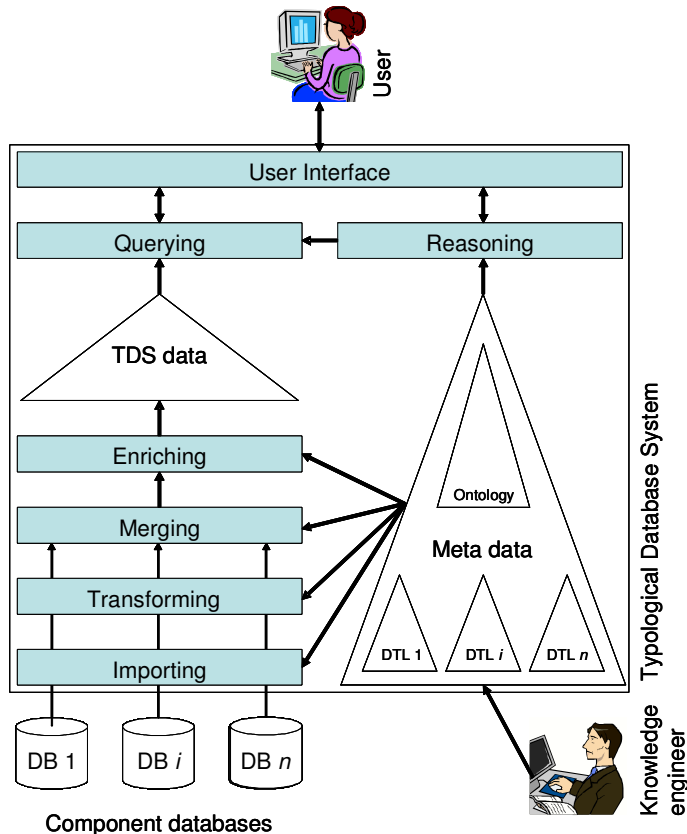 User
User Interface
Querying
Reasoning
TDS data
Enriching
Ontology
Merging
Meta data
Transforming
DTL 1
DTL i
DTL n
Importing
Typological Database System
DB 1
DB i
DB n
Knowledge
engineer
Component databases